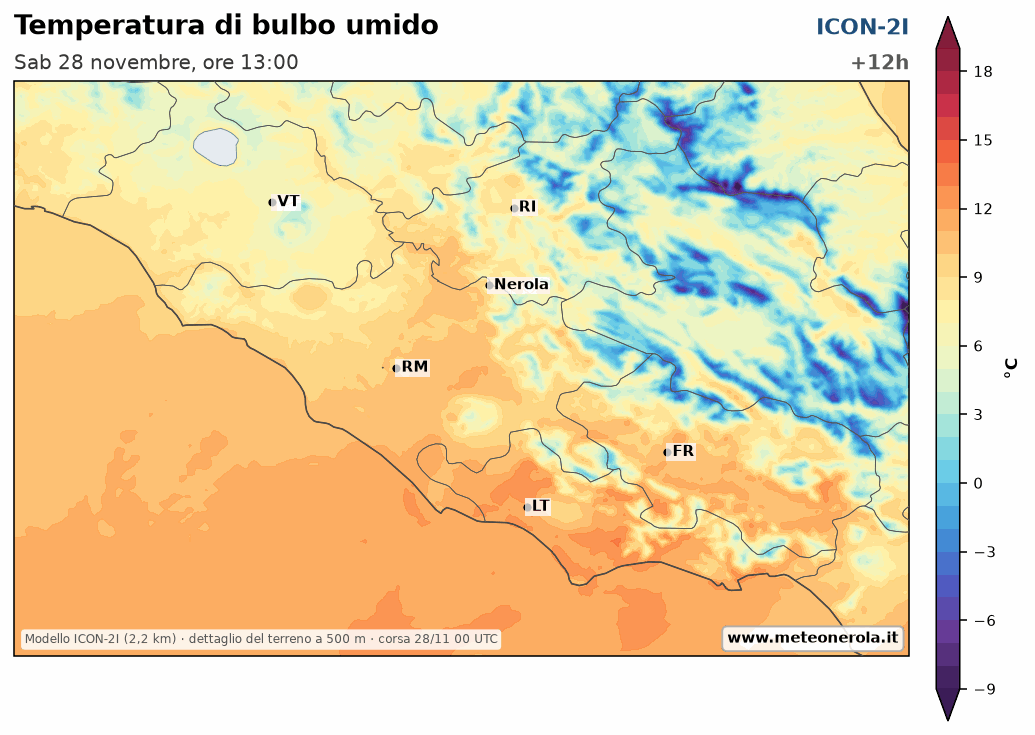 Temperatura di bulbo umido
ICON-2I
Sab 28 novembre, ore 13:00
+12h
VT
RI
Nerola
RM
FR
LT
18
15
12
9
6
3
0
−3
−6
−9
°C
Modello ICON-2I (2,2 km) · dettaglio del terreno a 500 m · corsa 28/11 00 UTC
www.meteonerola.it